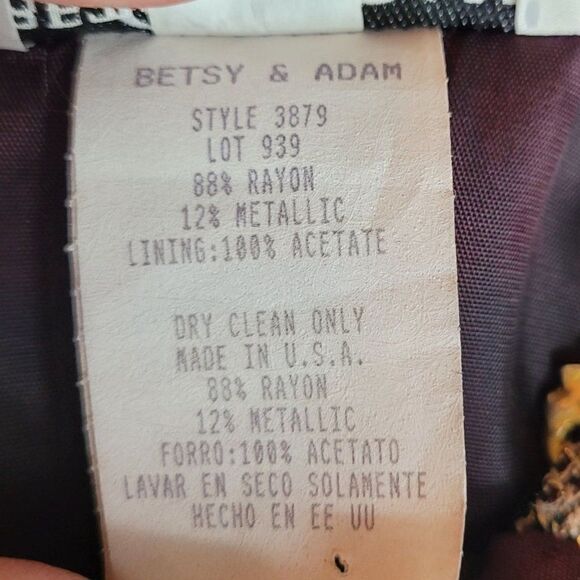 BETSY & ADAM
STYLE 3879
LOT 939
88% RAYON
12% METALLIC
LINING:100% ACETATE
DRY CLEAN ONLY
MADE IN U.S.A.
88% RAYON
12% METALLIC
FORRO:100% ACETATO
LAVAR EN SECO SOLAMENTE
HECHO EN EE UU